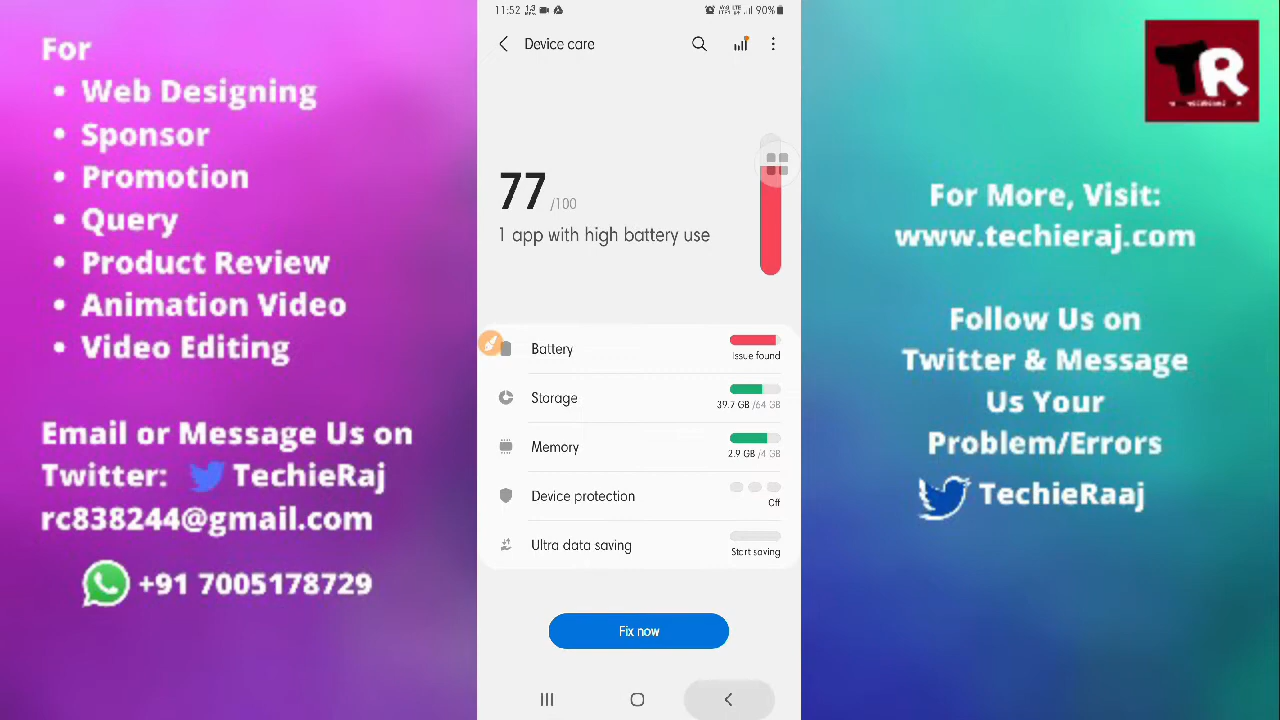 For
• Web Designing
• Sponsor
• Promotion
• Query
• Product Review
• Animation Video
• Video Editing
Email or Message Us on
Twitter: TechieRaj
rc838244@gmail.com
+91 7005178729
11:52
90%
Device care
77 /100
1 app with high battery use
Battery
Issue found
Storage
39.7 GB /64 GB
Memory
2.9 GB /4 GB
Device protection
Off
Ultra data saving
Start saving
Fix now
TR
For More, Visit:
www.techieraj.com
Follow Us on
Twitter & Message
Us Your
Problem/Errors
TechieRaaj